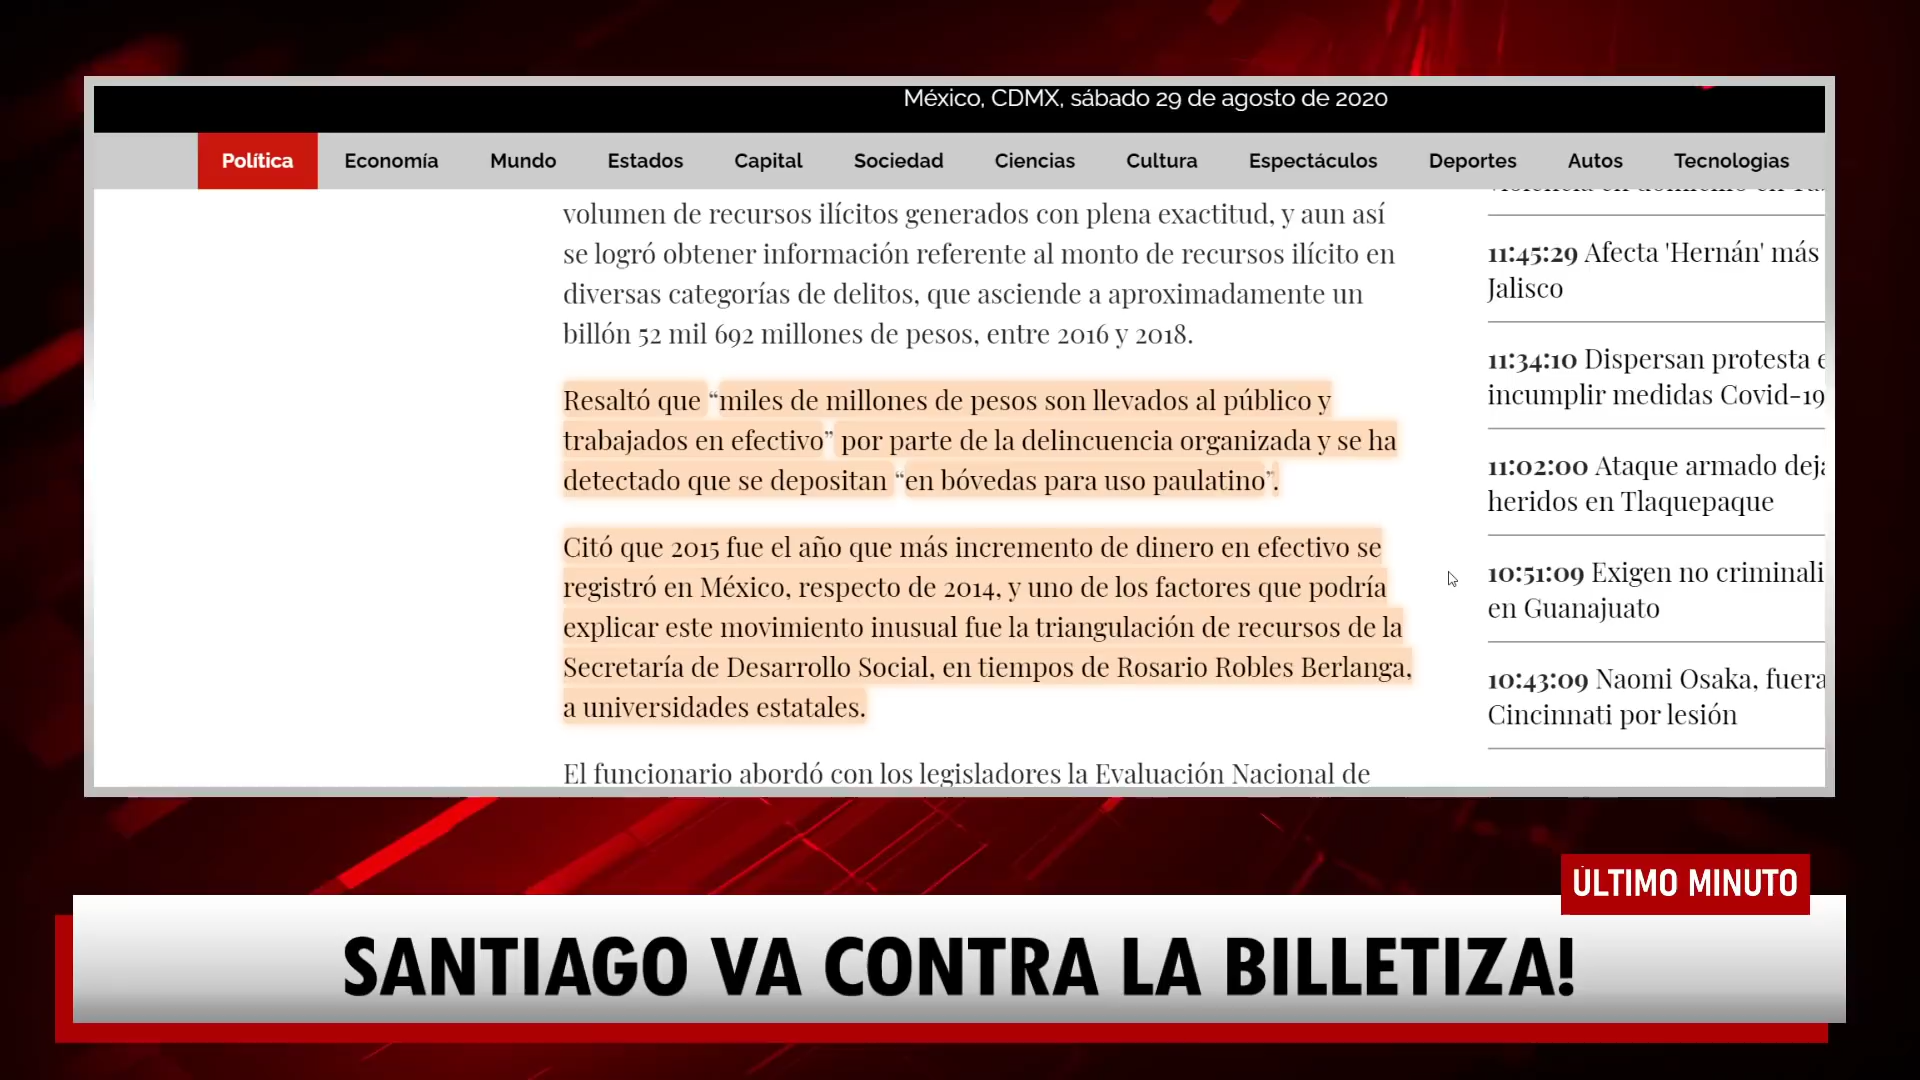 México, CDMX, sábado 29 de agosto de 2020
Política Economía Mundo Estados Capital Sociedad Ciencias Cultura Espectáculos Deportes Autos Tecnologias
volumen de recursos ilícitos generados con plena exactitud, y aun así
se logró obtener información referente al monto de recursos ilícito en
diversas categorías de delitos, que asciende a aproximadamente un
billón 52 mil 692 millones de pesos, entre 2016 y 2018.
Resaltó que “miles de millones de pesos son llevados al público y
trabajados en efectivo” por parte de la delincuencia organizada y se ha
detectado que se depositan “en bóvedas para uso paulatino”.
Citó que 2015 fue el año que más incremento de dinero en efectivo se
registró en México, respecto de 2014, y uno de los factores que podría
explicar este movimiento inusual fue la triangulación de recursos de la
Secretaría de Desarrollo Social, en tiempos de Rosario Robles Berlanga,
a universidades estatales.
El funcionario abordó con los legisladores la Evaluación Nacional de
11:45:29 Afecta 'Hernán' más
Jalisco
11:34:10 Dispersan protesta
incumplir medidas Covid-19
11:02:00 Ataque armado
heridos en Tlaquepaque
10:51:09 Exigen no criminali
en Guanajuato
10:43:09 Naomi Osaka, fuera
Cincinnati por lesión
ÚLTIMO MINUTO
SANTIAGO VA CONTRA LA BILLETIZA!